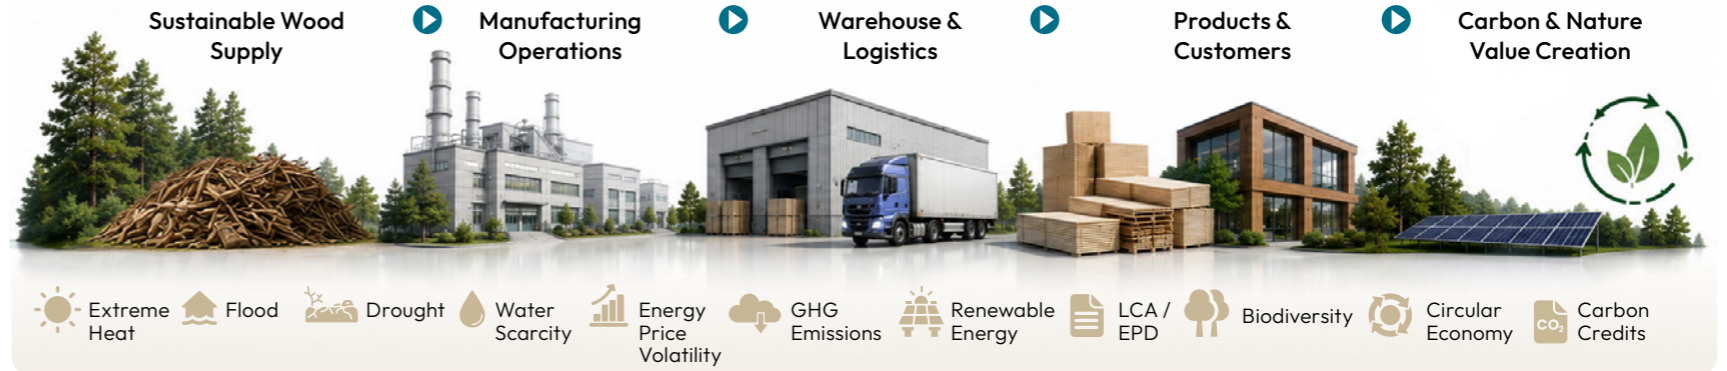 Sustainable Wood
Supply
Manufacturing
Operations
Warehouse &
Logistics
Products &
Customers
Carbon & Nature
Value Creation
Extreme
Heat
Flood
Drought
Water
Scarcity
Energy
Price
Volatility
GHG
Emissions
Renewable
Energy
LCA /
EPD
Biodiversity
Circular
Economy
CO₂
Carbon
Credits